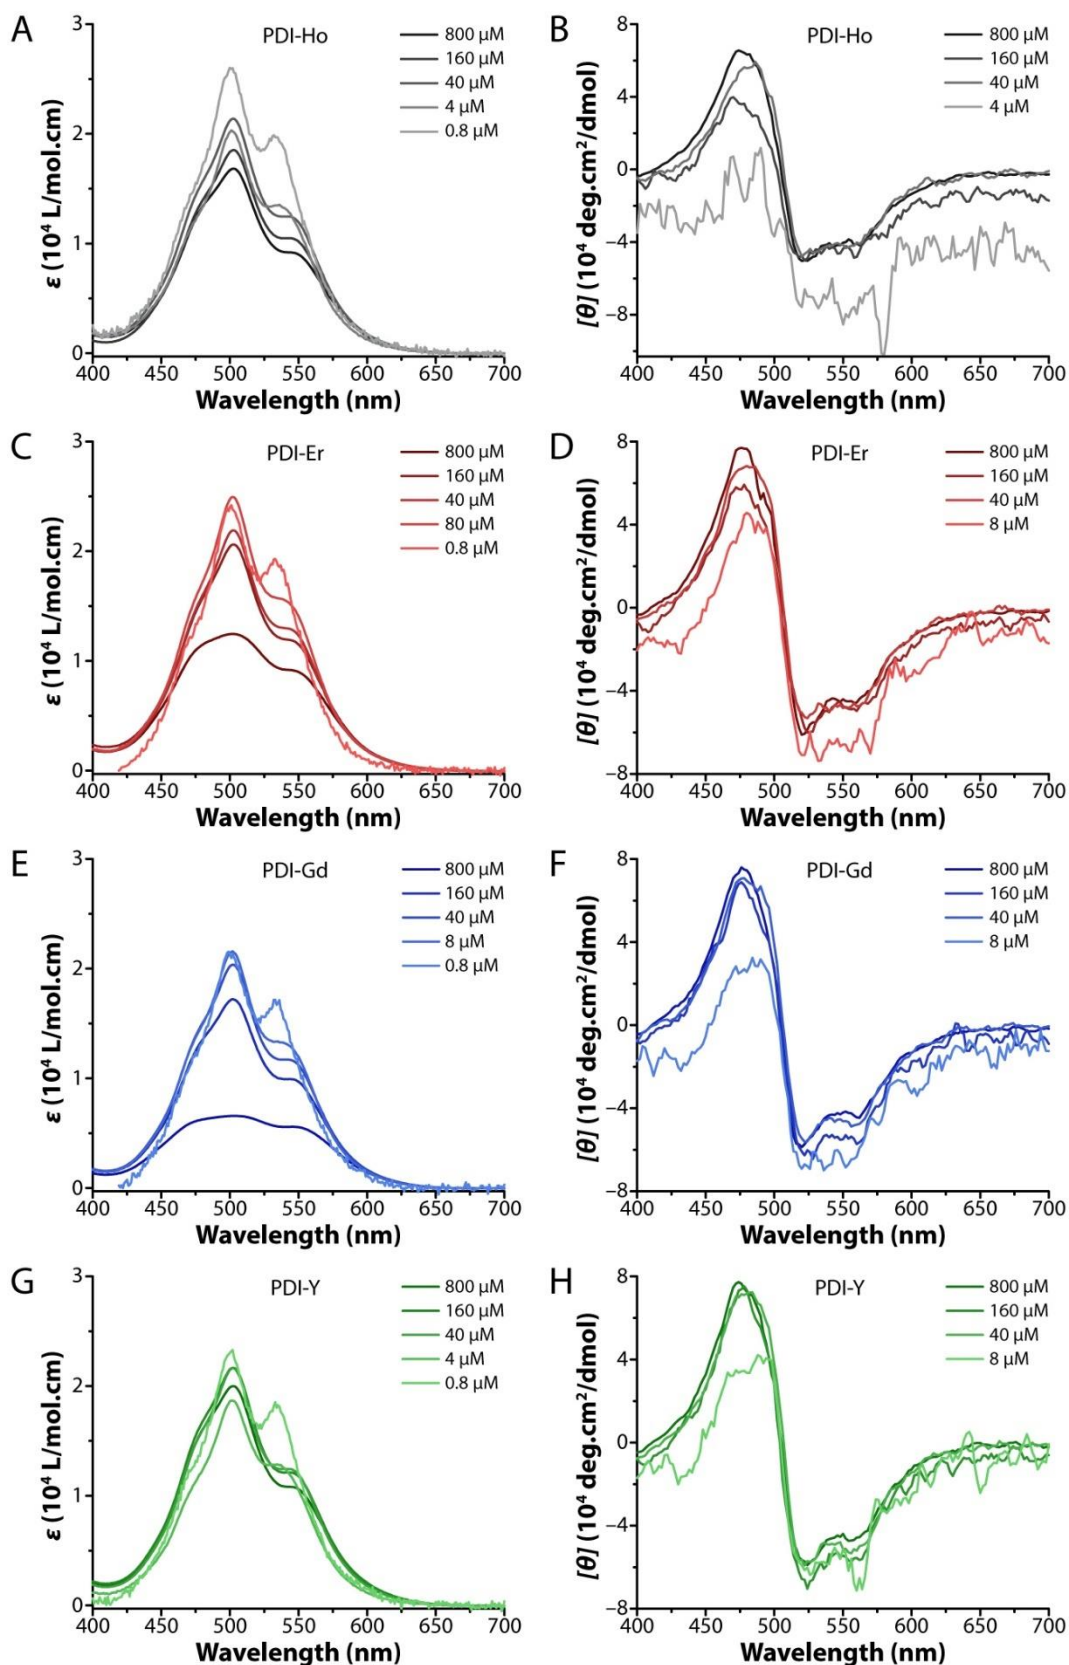 A
PDI-Ho
800 μM
160 μM
40 μM
4 μM
0.8 μM
3
2
1
0
ε (10⁴ L/mol.cm)
400 450 500 550 600 650 700
Wavelength (nm)
B
PDI-Ho
800 μM
160 μM
40 μM
4 μM
8
4
0
−4
−8
[θ] (10⁴ deg.cm²/dmol)
400 450 500 550 600 650 700
Wavelength (nm)
C
PDI-Er
800 μM
160 μM
40 μM
80 μM
0.8 μM
3
2
1
0
ε (10⁴ L/mol.cm)
400 450 500 550 600 650 700
Wavelength (nm)
D
PDI-Er
800 μM
160 μM
40 μM
8 μM
8
4
0
−4
−8
[θ] (10⁴ deg.cm²/dmol)
400 450 500 550 600 650 700
Wavelength (nm)
E
PDI-Gd
800 μM
160 μM
40 μM
8 μM
0.8 μM
3
2
1
0
ε (10⁴ L/mol.cm)
400 450 500 550 600 650 700
Wavelength (nm)
F
PDI-Gd
800 μM
160 μM
40 μM
8 μM
8
4
0
−4
−8
[θ] (10⁴ deg.cm²/dmol)
400 450 500 550 600 650 700
Wavelength (nm)
G
PDI-Y
800 μM
160 μM
40 μM
4 μM
0.8 μM
3
2
1
0
ε (10⁴ L/mol.cm)
400 450 500 550 600 650 700
Wavelength (nm)
H
PDI-Y
800 μM
160 μM
40 μM
8 μM
8
4
0
−4
−8
[θ] (10⁴ deg.cm²/dmol)
400 450 500 550 600 650 700
Wavelength (nm)